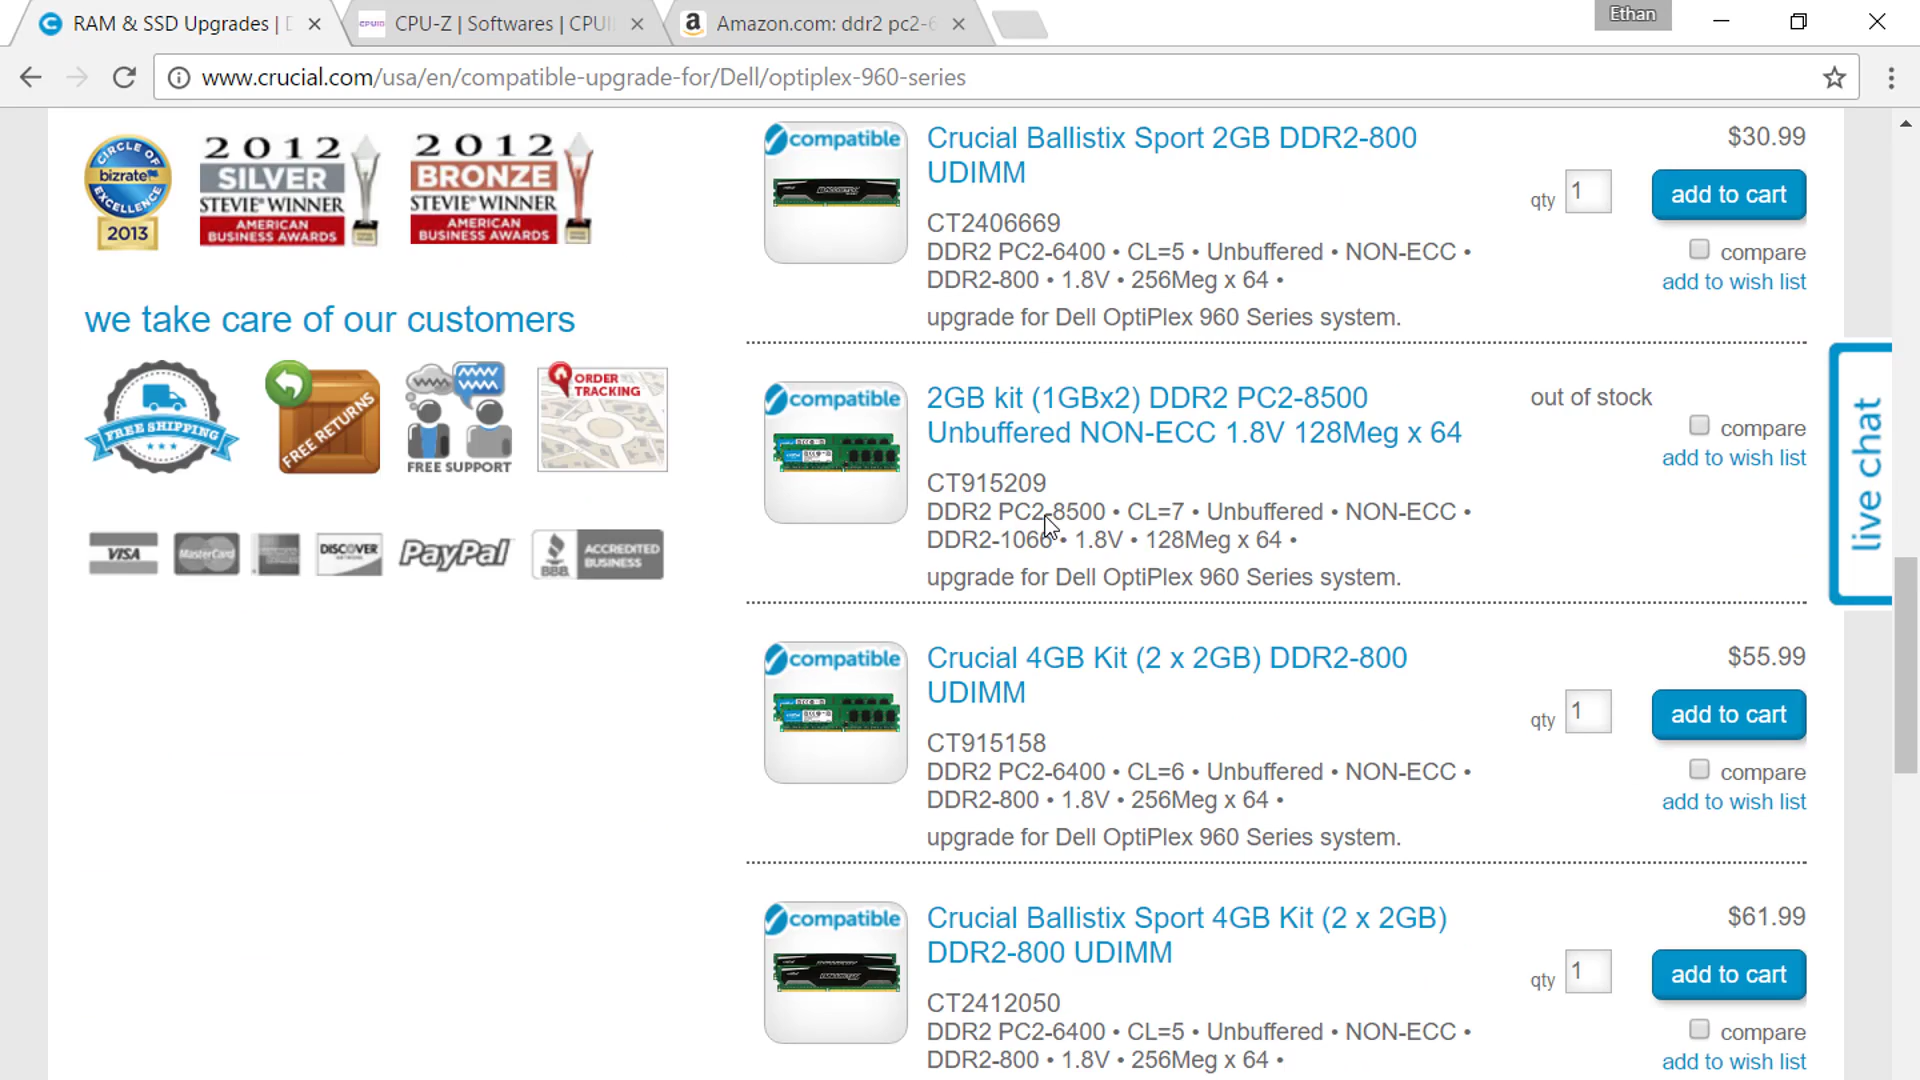 RAM & SSD Upgrades | D
CPUID
CPU-Z | Softwares | CPUI
a
Amazon.com: ddr2 pc2-6
Ethan
www.crucial.com/usa/en/compatible-upgrade-for/Dell/optiplex-960-series
CIRCLE OF
bizrate
EXCELLENCE
2013
2012
SILVER
STEVIE® WINNER
AMERICAN
BUSINESS AWARDS
2012
BRONZE
STEVIE® WINNER
AMERICAN
BUSINESS AWARDS
we take care of our customers
FREE SHIPPING
FREE RETURNS
FREE SUPPORT
ORDER
TRACKING
VISA
MasterCard
DISCOVER
PayPal
BBB
ACCREDITED
BUSINESS
compatible
Crucial Ballistix Sport 2GB DDR2-800
UDIMM
CT2406669
DDR2 PC2-6400 • CL=5 • Unbuffered • NON-ECC •
DDR2-800 • 1.8V • 256Meg x 64 •
upgrade for Dell OptiPlex 960 Series system.
$30.99
qty 1
add to cart
compare
add to wish list
compatible
2GB kit (1GBx2) DDR2 PC2-8500
Unbuffered NON-ECC 1.8V 128Meg x 64
CT915209
DDR2 PC2-8500 • CL=7 • Unbuffered • NON-ECC •
DDR2-1066 • 1.8V • 128Meg x 64 •
upgrade for Dell OptiPlex 960 Series system.
out of stock
compare
add to wish list
live chat
compatible
Crucial 4GB Kit (2 x 2GB) DDR2-800
UDIMM
CT915158
DDR2 PC2-6400 • CL=6 • Unbuffered • NON-ECC •
DDR2-800 • 1.8V • 256Meg x 64 •
upgrade for Dell OptiPlex 960 Series system.
$55.99
qty 1
add to cart
compare
add to wish list
compatible
Crucial Ballistix Sport 4GB Kit (2 x 2GB)
DDR2-800 UDIMM
CT2412050
DDR2 PC2-6400 • CL=5 • Unbuffered • NON-ECC •
DDR2-800 • 1.8V • 256Meg x 64 •
$61.99
qty 1
add to cart
compare
add to wish list